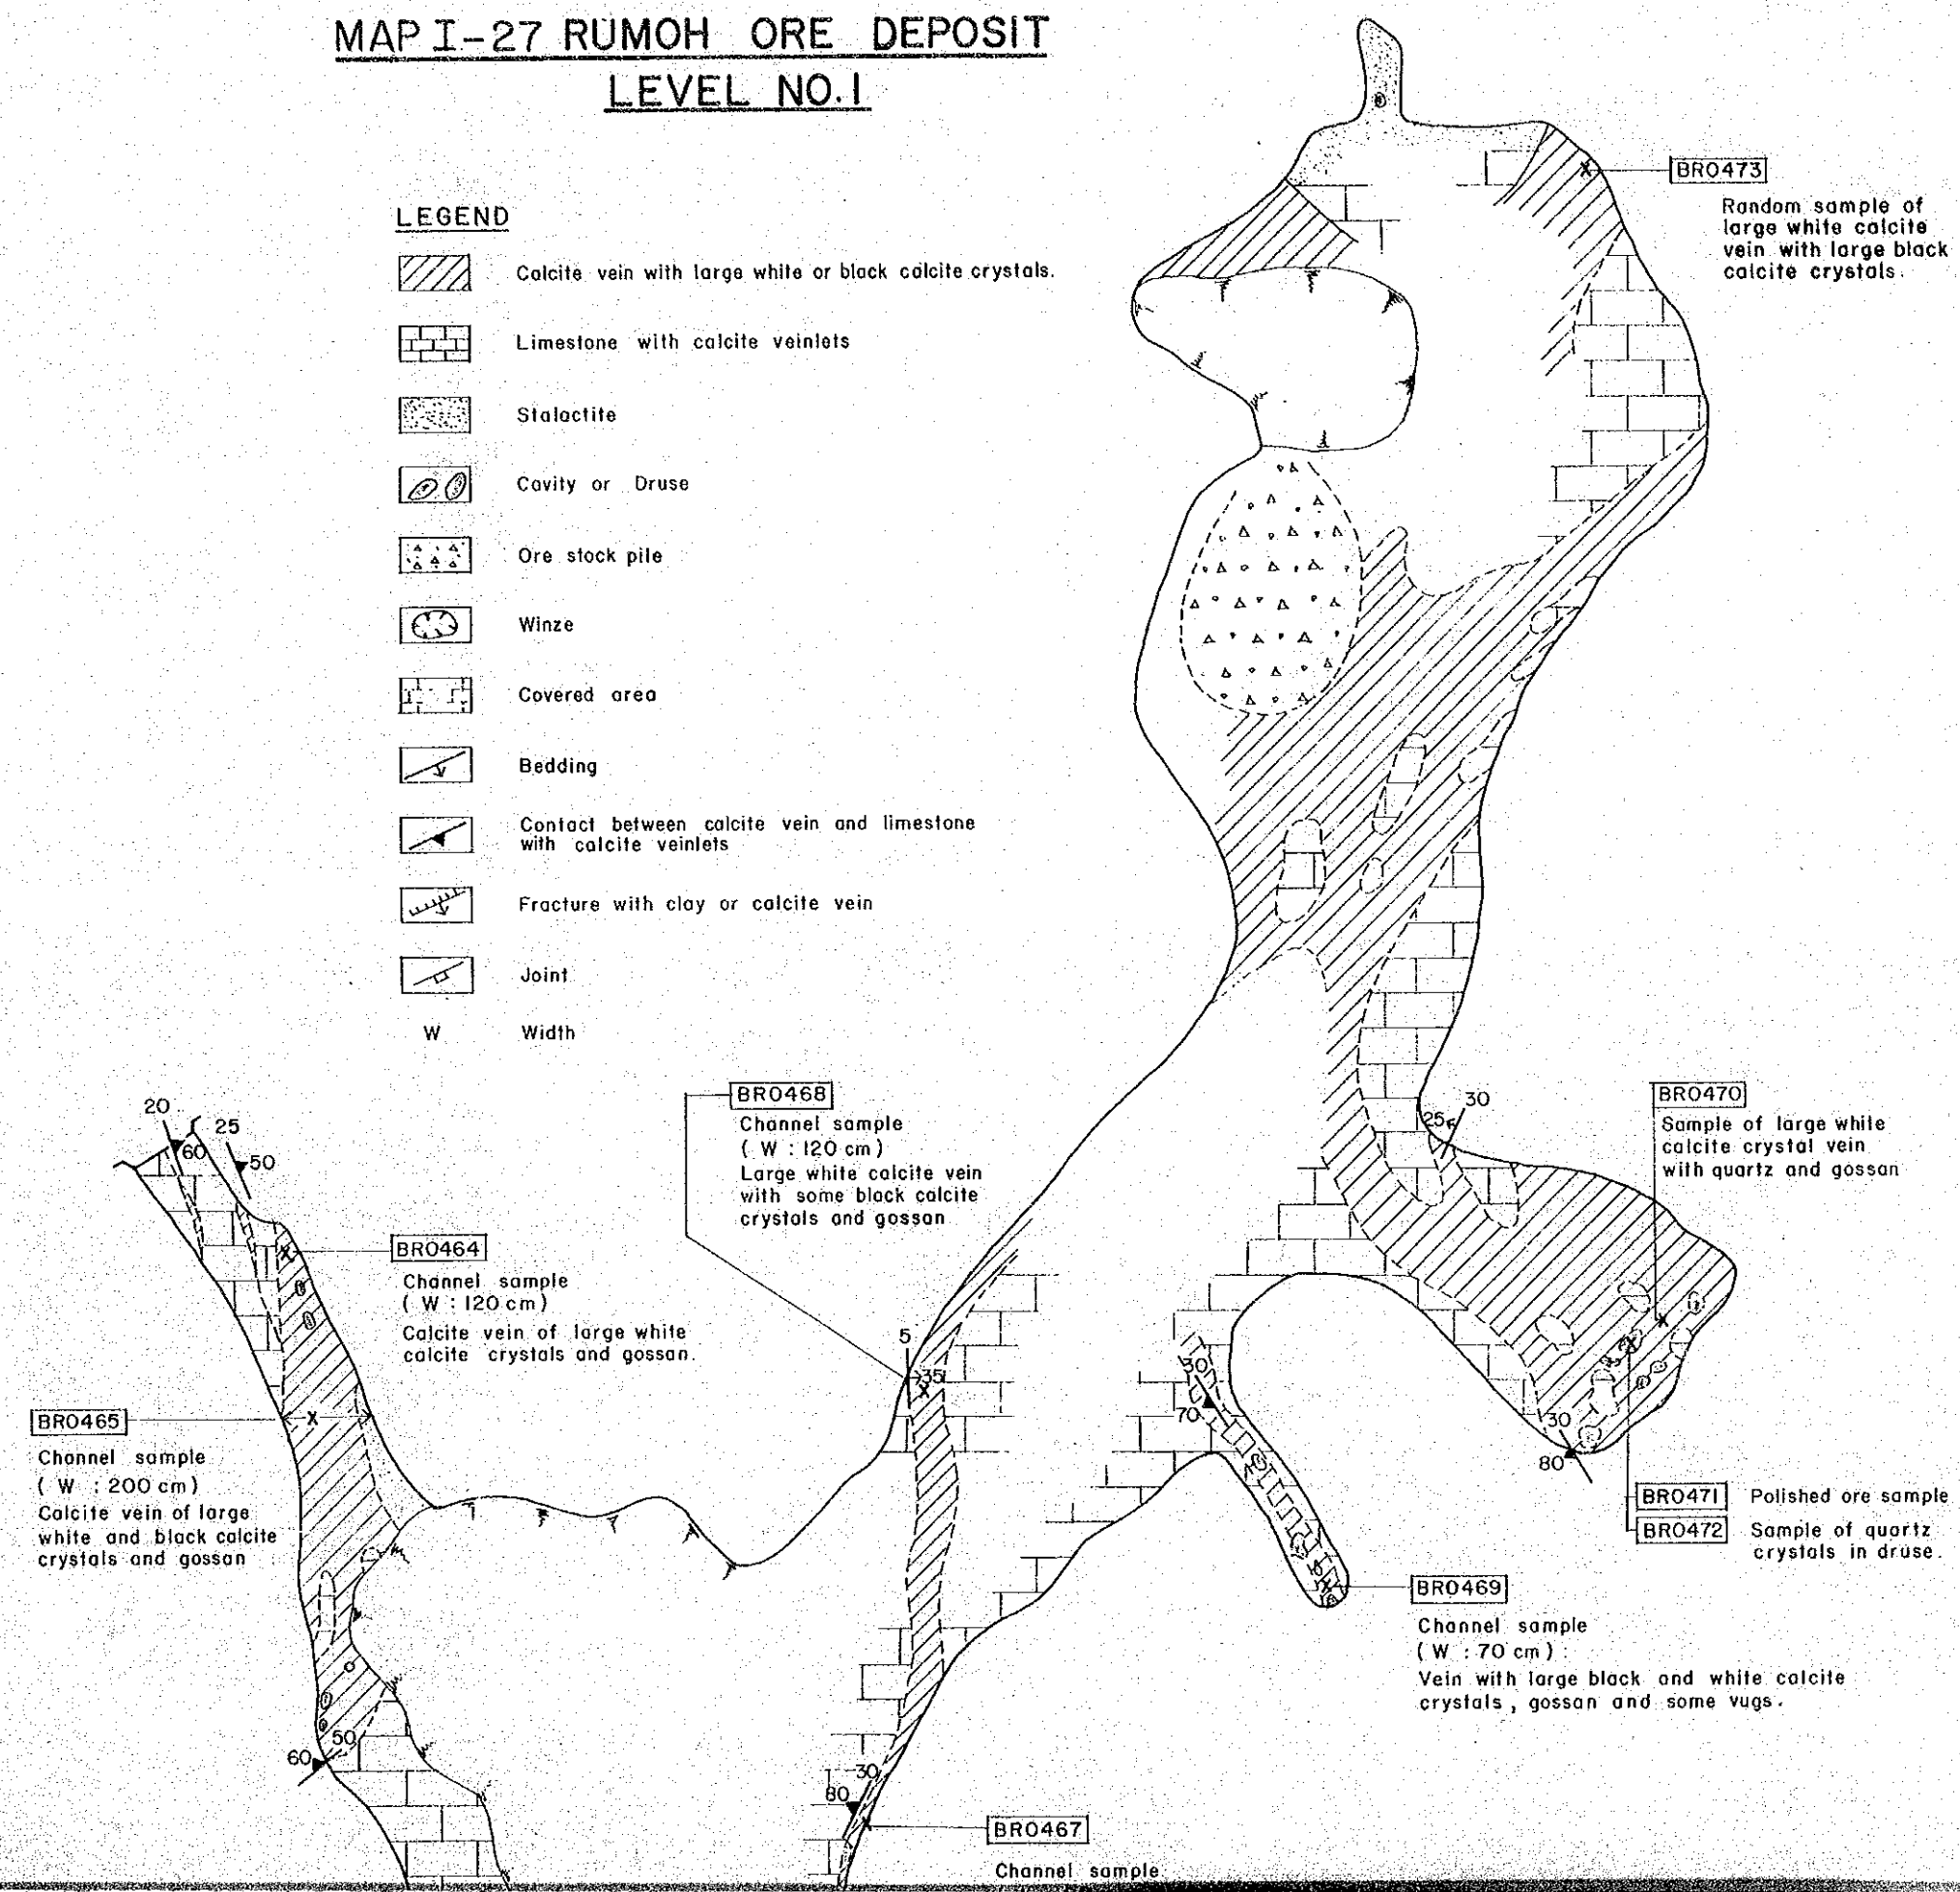 MAP I-27 RUMOH ORE DEPOSIT
LEVEL NO.1
LEGEND
Calcite vein with large white or black calcite crystals.
Limestone with calcite veinlets
Stalactite
Cavity or Druse
Ore stock pile
Winze
Covered area
Bedding
Contact between calcite vein and limestone
with calcite veinlets
Fracture with clay or calcite vein
Joint
W Width
BR0473
Random sample of
large white calcite
vein with large black
calcite crystals.
20
60
25
50
BR0464
Channel sample
( W : 120 cm)
Calcite vein of large white
calcite crystals and gossan.
BR0465
Channel sample
( W : 200 cm)
Calcite vein of large
white and black calcite
crystals and gossan
50
60
BR0468
Channel sample
( W : 120 cm)
Large white calcite vein
with some black calcite
crystals and gossan
5
35
30
80
BR0467
Channel sample
30
70
BR0469
Channel sample
( W : 70 cm) :
Vein with large black and white calcite
crystals, gossan and some vugs.
30
25
BR0470
Sample of large white
calcite crystal vein
with quartz and gossan
30
80
BR0471 Polished ore sample
BR0472 Sample of quartz
crystals in druse.